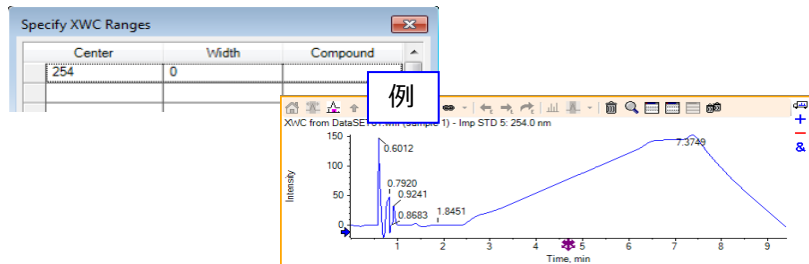 Specify XWC Ranges
Center Width Compound
254 0
例
XWC from DataSET01.wiff (sample 1) - Imp STD 5: 254.0 nm
150
100
50
0
Intensity
0.6012
0.7920
0.9241
0.8683
1.8451
7.3749
1 2 3 4 5 6 7 8 9
Time, min